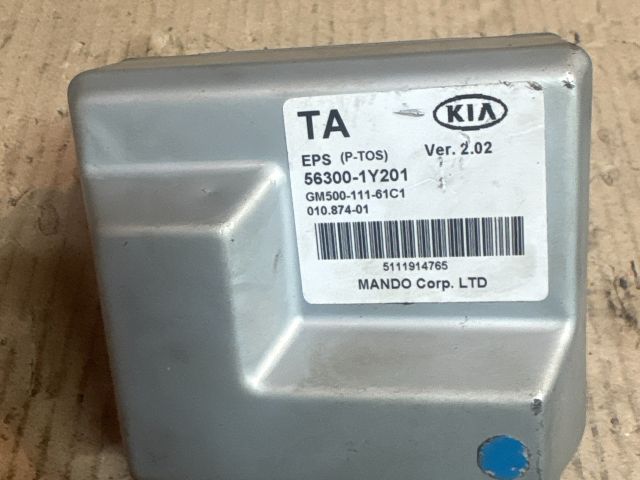 TA KIA
EPS (P-TOS) Ver. 2.02
56300-1Y201
GM500-111-61C1
010.874-01
5111914765
MANDO Corp. LTD